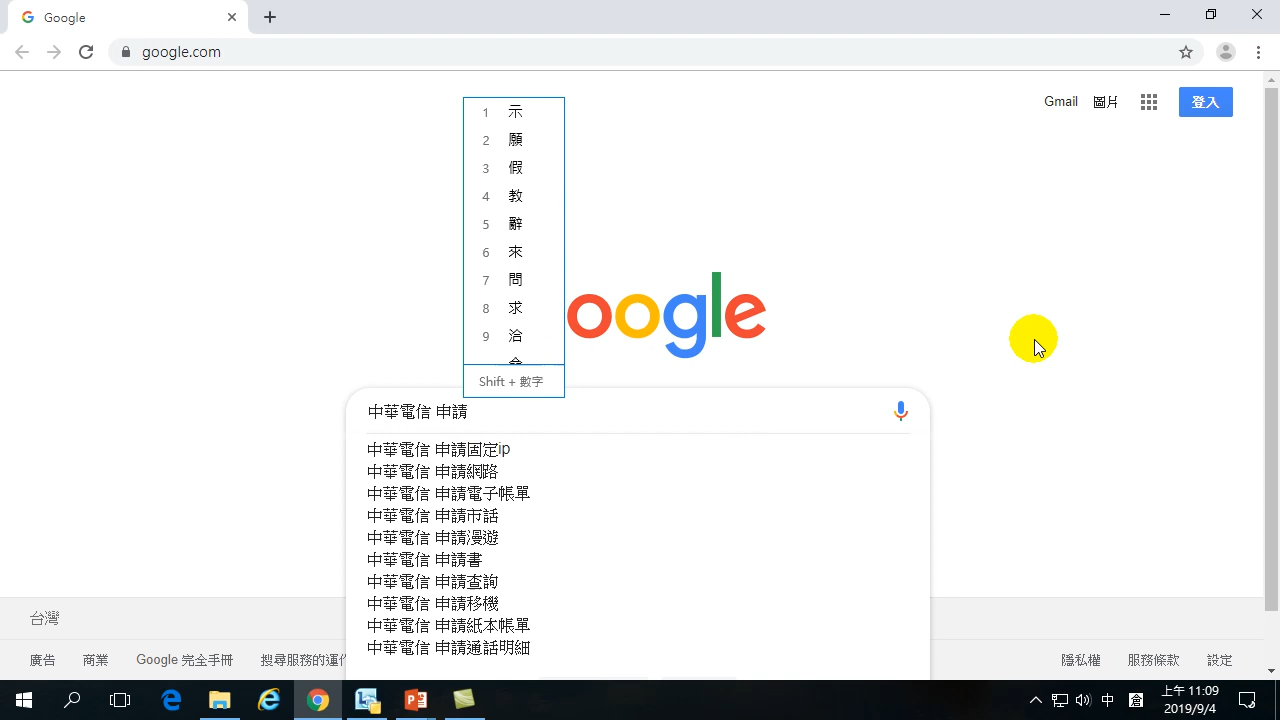 Google
google.com
Gmail
圖片
登入
1 示
2 願
3 假
4 教
5 辭
6 來
7 問
8 求
9 洽
Shift + 數字
oogle
中華電信 申請
中華電信 申請固定ip
中華電信 申請網路
中華電信 申請電子帳單
中華電信 申請市話
中華電信 申請漫遊
中華電信 申請書
中華電信 申請查詢
中華電信 申請移機
中華電信 申請紙本帳單
中華電信 申請通話明細
台灣
廣告 商業 Google 完全手冊 搜尋服務的運作
隱私權 服務條款 設定
中 倉
上午 11:09
2019/9/4